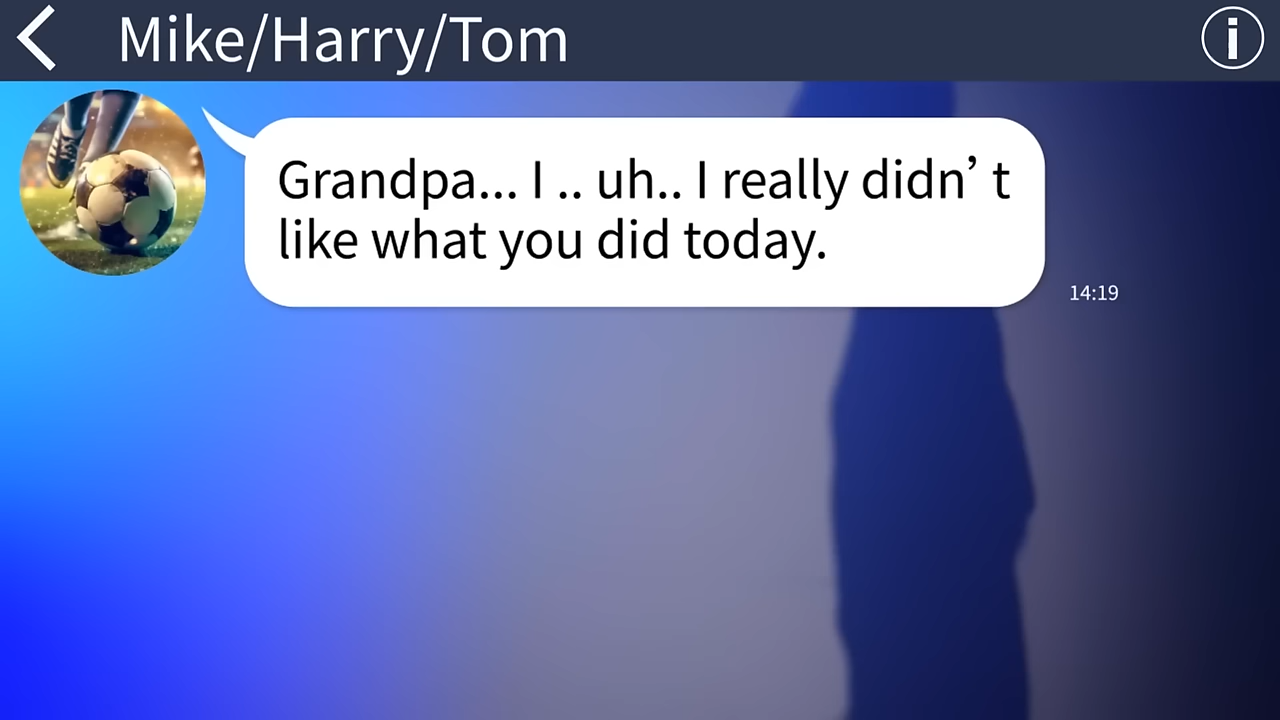 Mike/Harry/Tom
Grandpa... I .. uh.. I really didn’ t
like what you did today.
14:19